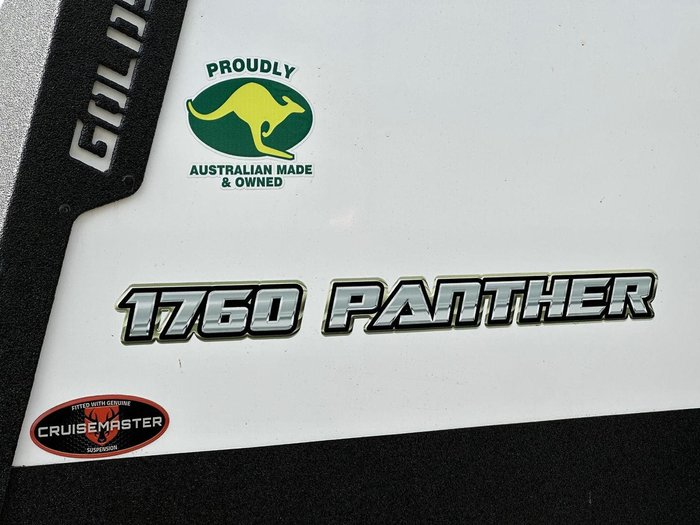 PROUDLY
AUSTRALIAN MADE
& OWNED
1760 PANTHER
FITTED WITH GENUINE
CRUISEMASTER
SUSPENSION